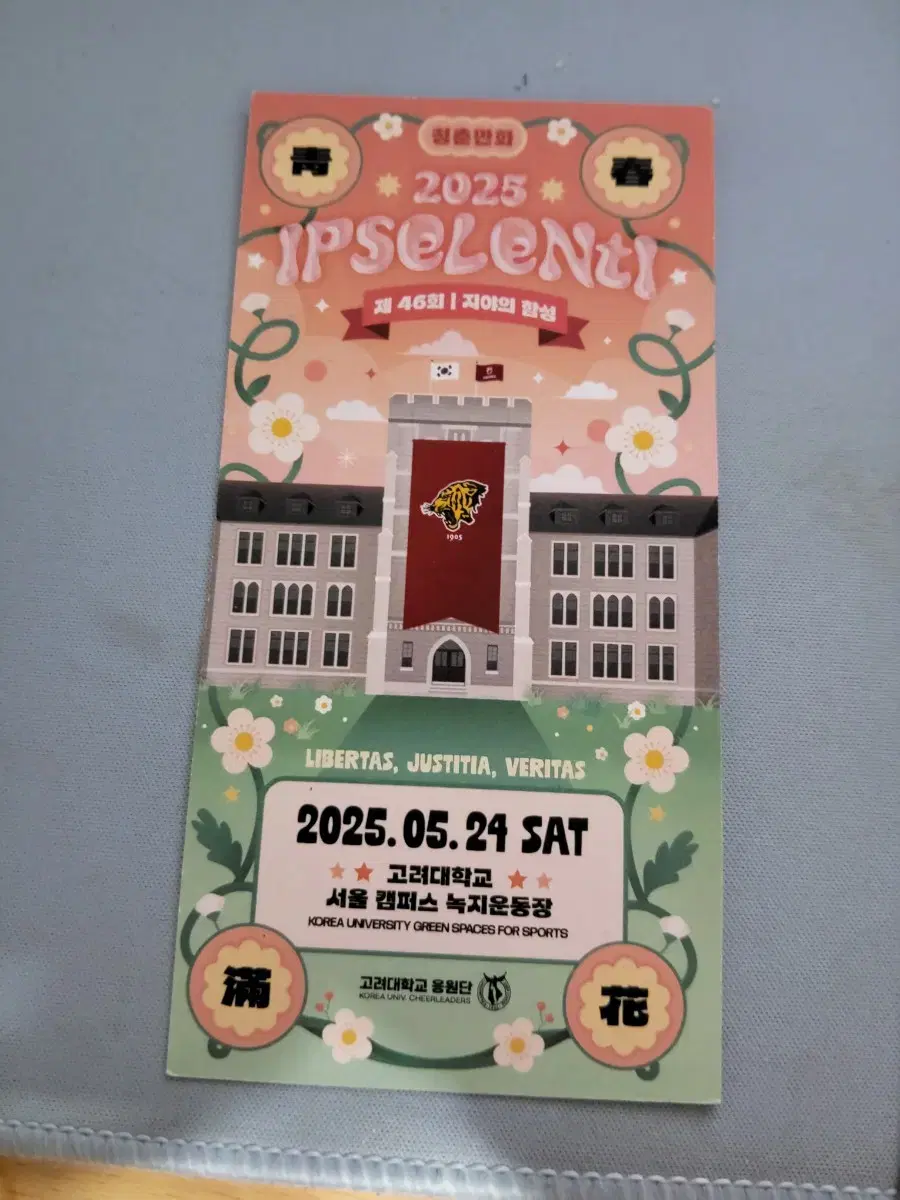 청춘만화
青 春
2025
IPSELENtI
제 46회 | 지야의 함성
1905
LIBERTAS, JUSTITIA, VERITAS
2025.05.24 SAT
고려대학교
서울 캠퍼스 녹지운동장
KOREA UNIVERSITY GREEN SPACES FOR SPORTS
滿 花
고려대학교 응원단
KOREA UNIV. CHEERLEADERS